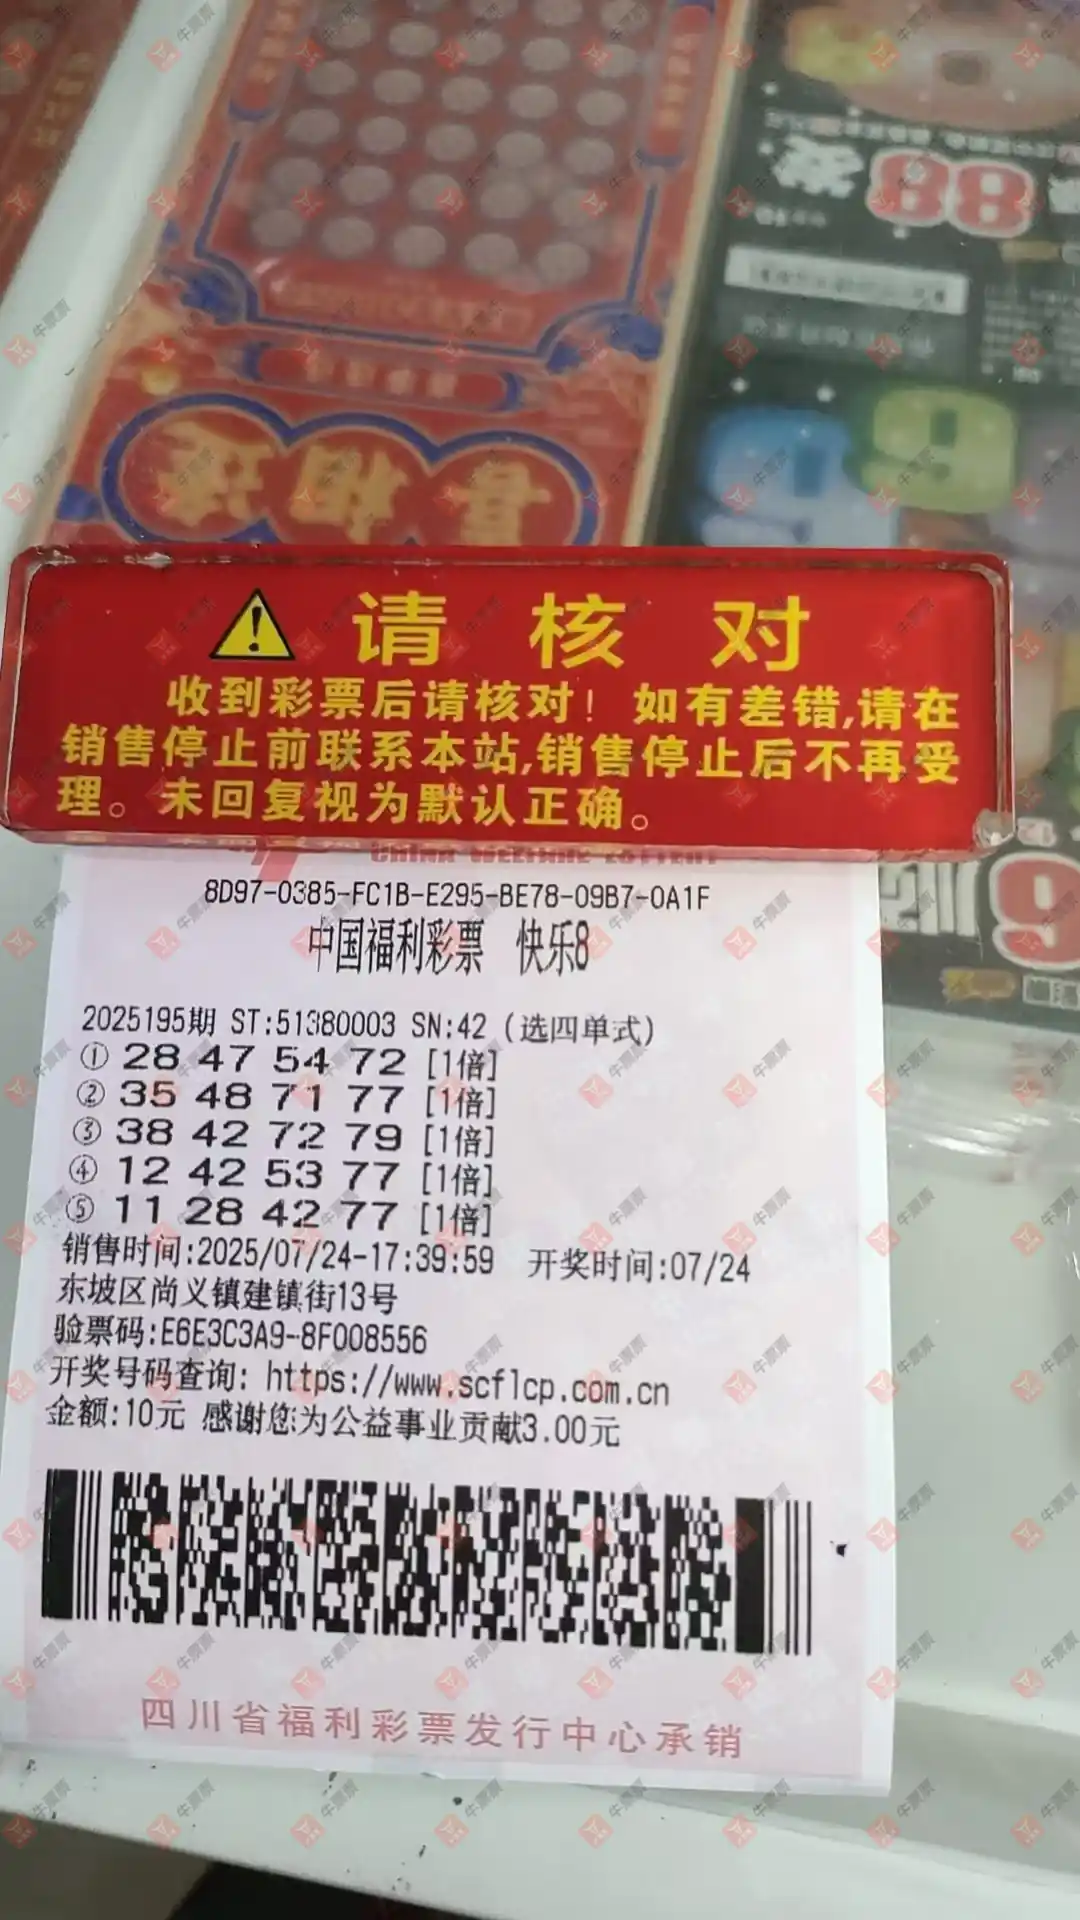 88
请核对
收到彩票后请核对！如有差错,请在
销售停止前联系本站,销售停止后不再受
理。未回复视为默认正确。
CHINA WELFARE LOTTERY
8D97-0385-FC1B-E295-BE78-09B7-0A1F
中国福利彩票 快乐8
2025195期 ST:51380003 SN:42 (选四单式)
① 28 47 54 72 [1倍]
② 35 48 71 77 [1倍]
③ 38 42 72 79 [1倍]
④ 12 42 53 77 [1倍]
⑤ 11 28 42 77 [1倍]
销售时间:2025/07/24-17:39:59 开奖时间:07/24
东坡区尚义镇建镇街13号
验票码:E6E3C3A9-8F008556
开奖号码查询: https://www.scflcp.com.cn
金额:10元 感谢您为公益事业贡献3.00元
四川省福利彩票发行中心承销
牛票票